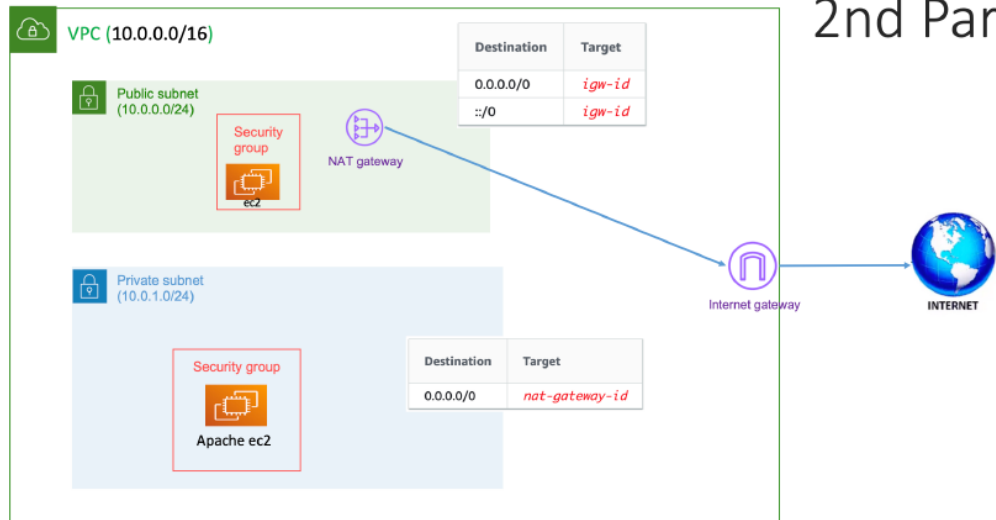 2nd Par
VPC (10.0.0.0/16)
Destination Target
0.0.0.0/0 igw-id
::/0 igw-id
Public subnet
(10.0.0.0/24)
Security
group
ec2
NAT gateway
Internet gateway
INTERNET
Private subnet
(10.0.1.0/24)
Security group
Apache ec2
Destination Target
0.0.0.0/0 nat-gateway-id